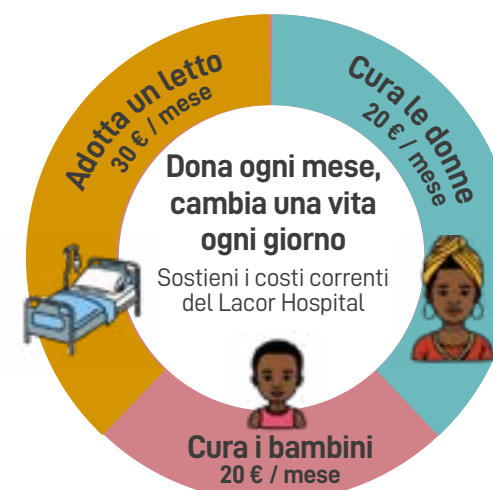 Adotta un letto
30 € / mese
Cura le donne
20 € / mese
Dona ogni mese,
cambia una vita
ogni giorno
Sostieni i costi correnti
del Lacor Hospital
Cura i bambini
20 € / mese